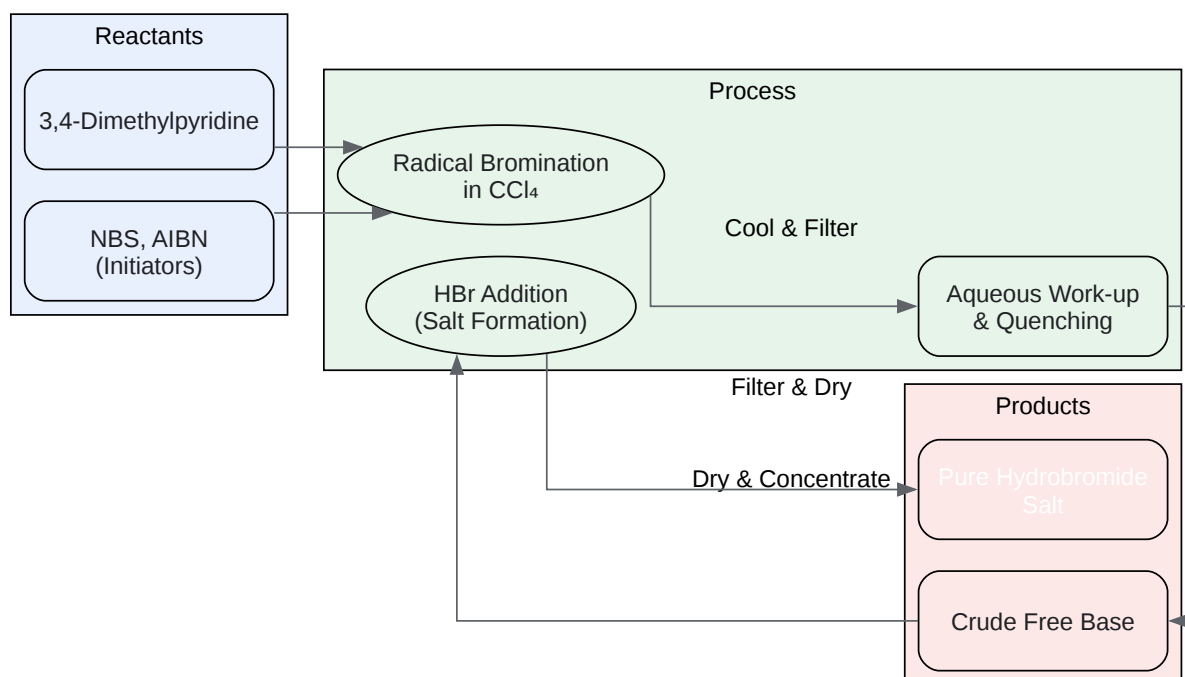 Reactants
3,4-Dimethylpyridine
NBS, AIBN
(Initiators)
Process
Radical Bromination
in CCl₄
Cool & Filter
HBr Addition
(Salt Formation)
Aqueous Work-up
& Quenching
Filter & Dry
Products
Dry & Concentrate
Pure Hydrobromide
Salt
Crude Free Base